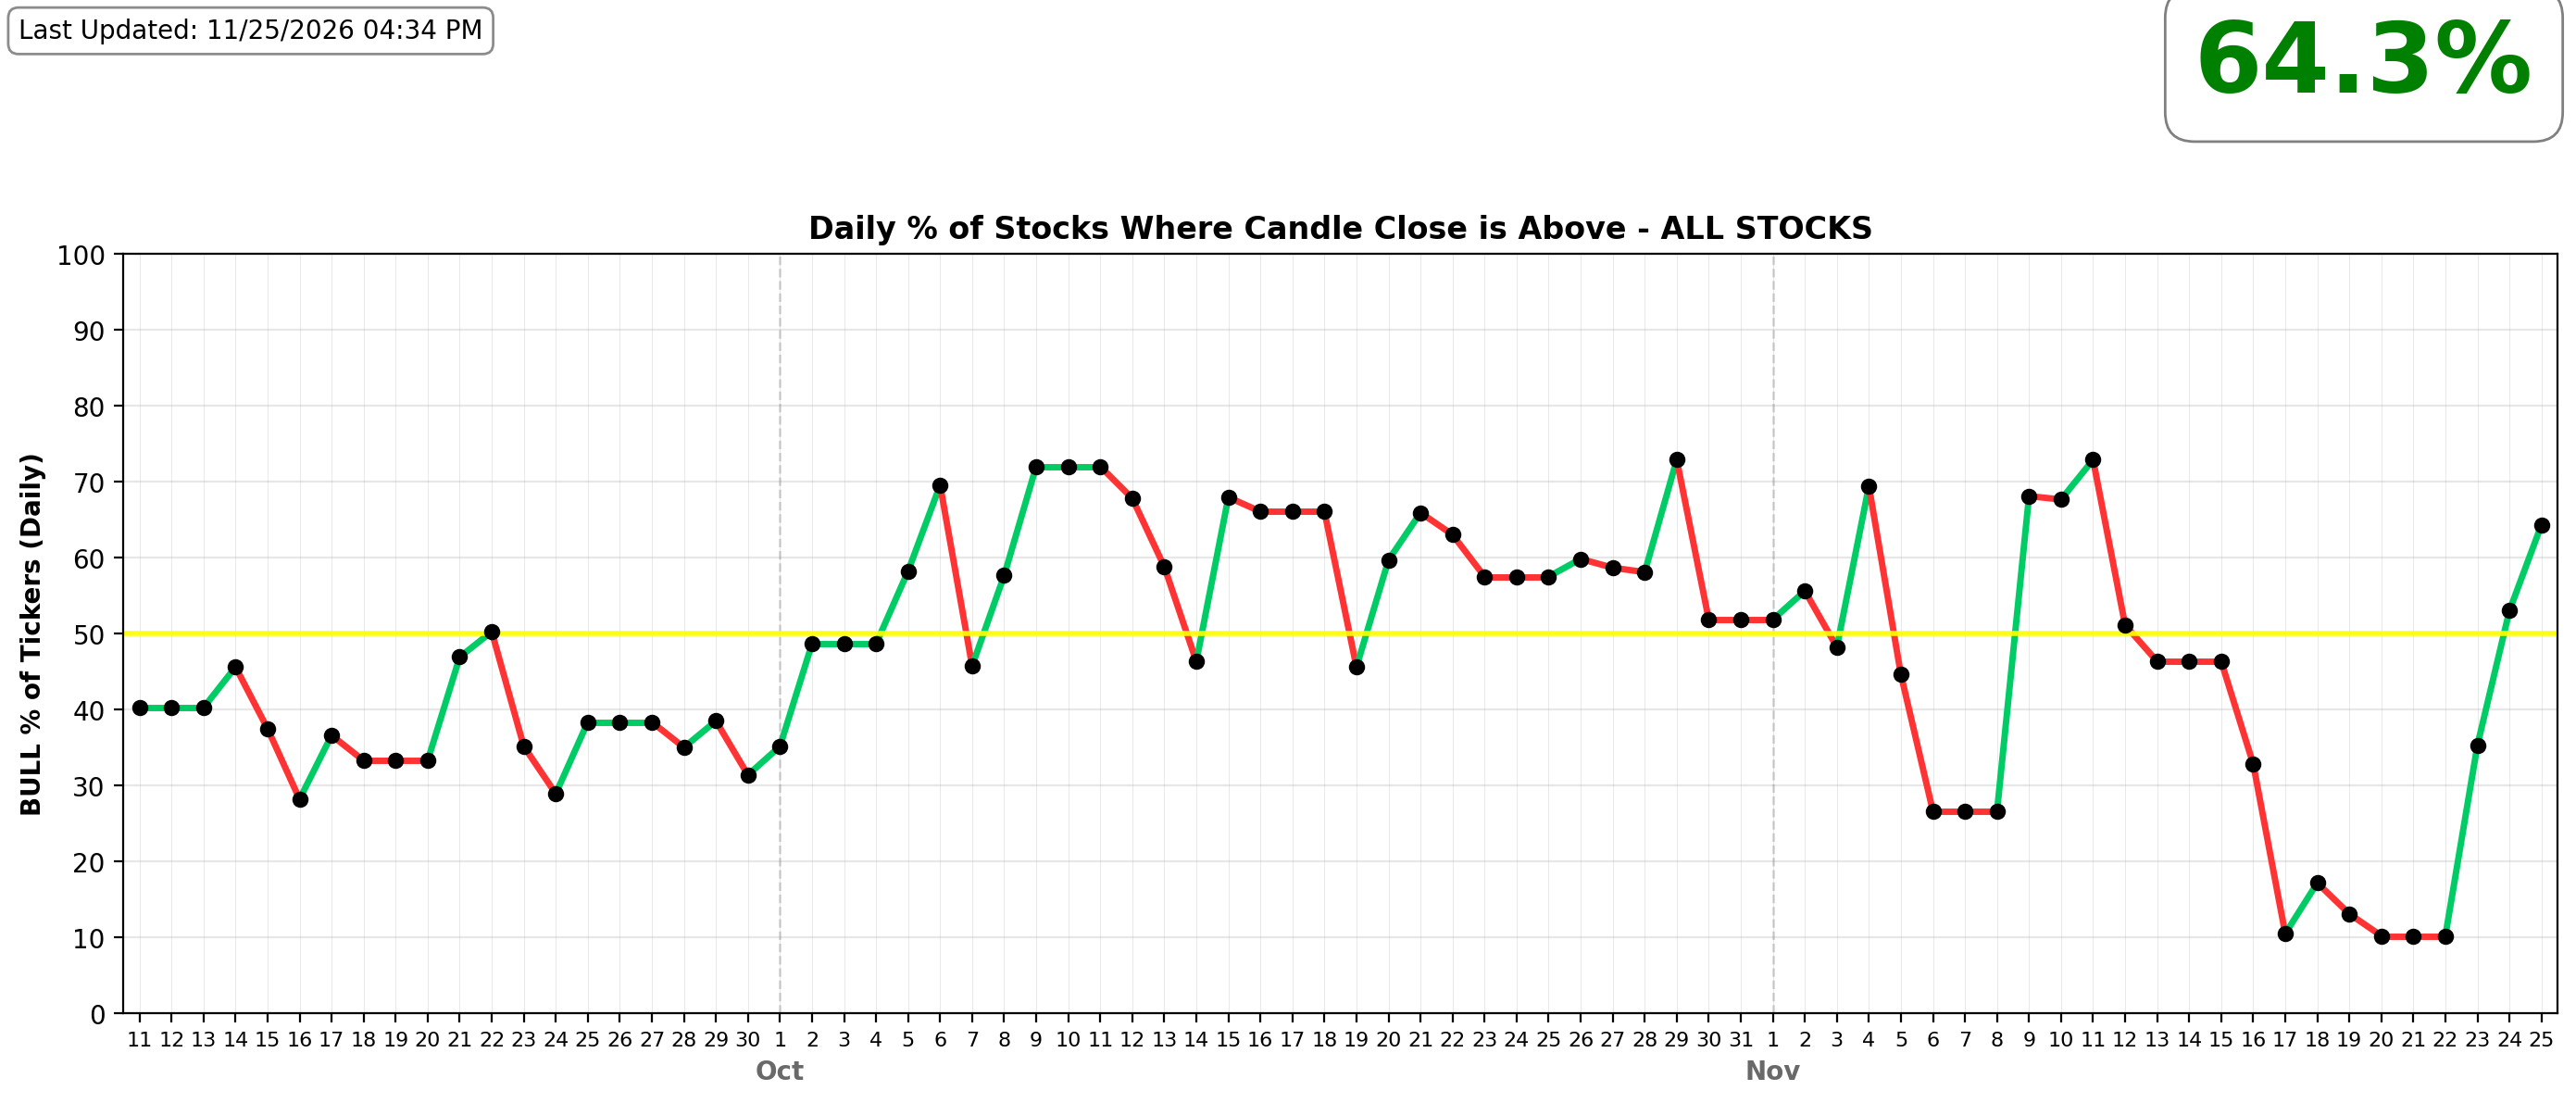 Last Updated: 11/25/2026 04:34 PM
64.3%
Daily % of Stocks Where Candle Close is Above - ALL STOCKS
BULL % of Tickers (Daily)
100
90
80
70
60
50
40
30
20
10
0
11 12 13 14 15 16 17 18 19 20 21 22 23 24 25 26 27 28 29 30 1 2 3 4 5 6 7 8 9 10 11 12 13 14 15 16 17 18 19 20 21 22 23 24 25 26 27 28 29 30 31 1 2 3 4 5 6 7 8 9 10 11 12 13 14 15 16 17 18 19 20 21 22 23 24 25
Oct Nov